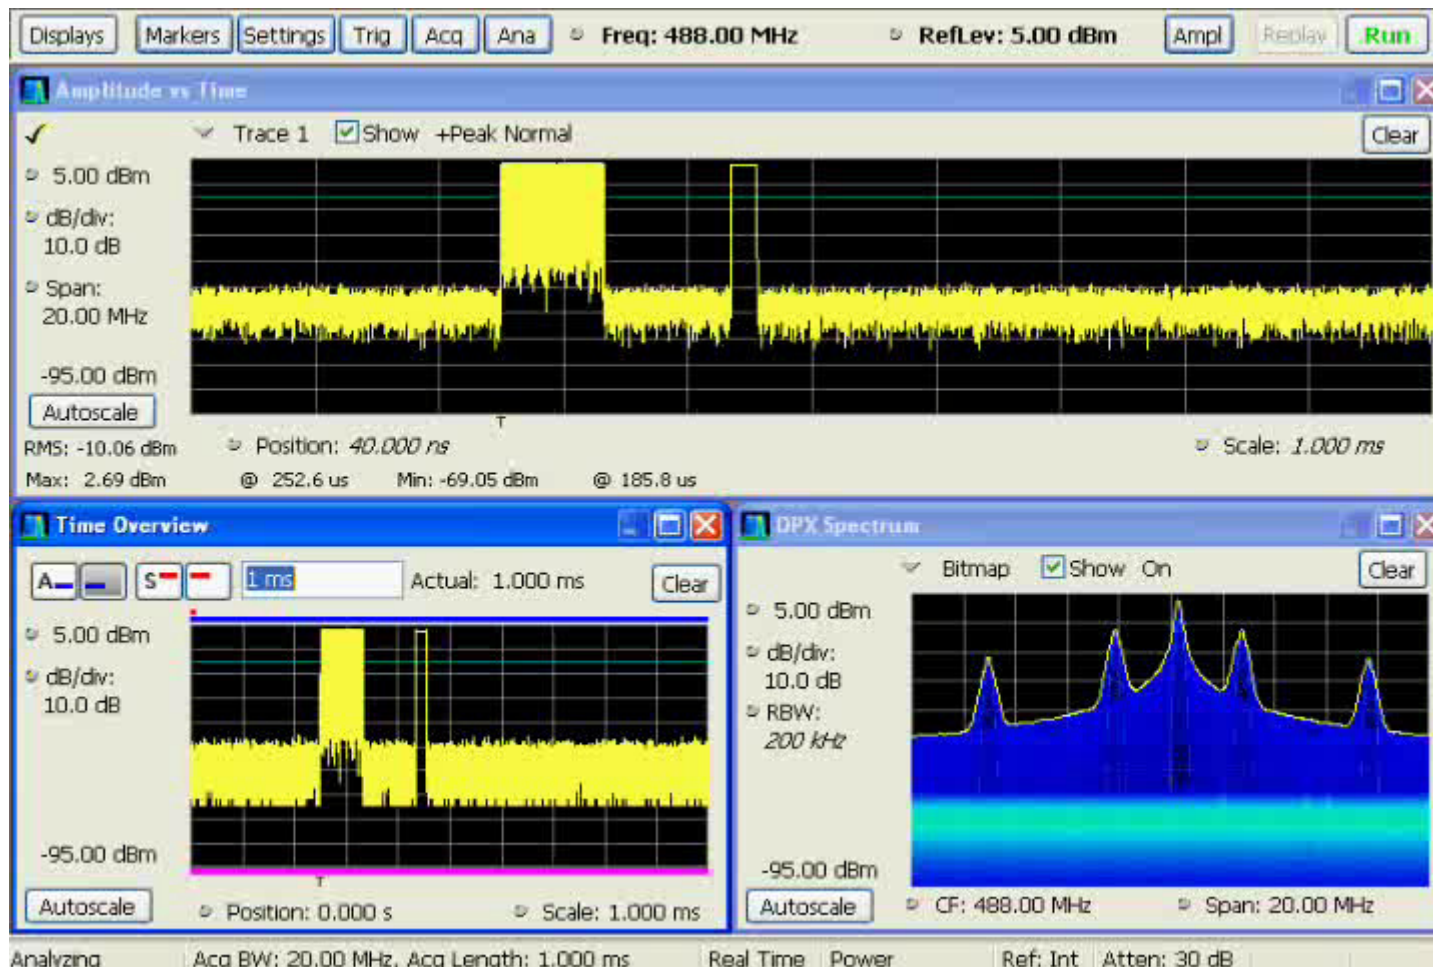 Displays Markers Settings Trig Acq Ana Freq: 488.00 MHz RefLev: 5.00 dBm Ampl Replay Run
Amplitude vs Time
Trace 1 Show +Peak Normal Clear
5.00 dBm
dB/div:
10.0 dB
Span:
20.00 MHz
-95.00 dBm
Autoscale
T
RMS: -10.06 dBm Position: 40.000 ns Scale: 1.000 ms
Max: 2.69 dBm @ 252.6 us Min: -69.05 dBm @ 185.8 us
Time Overview
A S 1 ms Actual: 1.000 ms Clear
5.00 dBm
dB/div:
10.0 dB
-95.00 dBm
T
Autoscale Position: 0.000 s Scale: 1.000 ms
DPX Spectrum
Bitmap Show On Clear
5.00 dBm
dB/div:
10.0 dB
RBW:
200 kHz
-95.00 dBm
Autoscale CF: 488.00 MHz Span: 20.00 MHz
Analyzing Acq BW: 20.00 MHz, Acq Length: 1.000 ms Real Time Power Ref: Int Atten: 30 dB